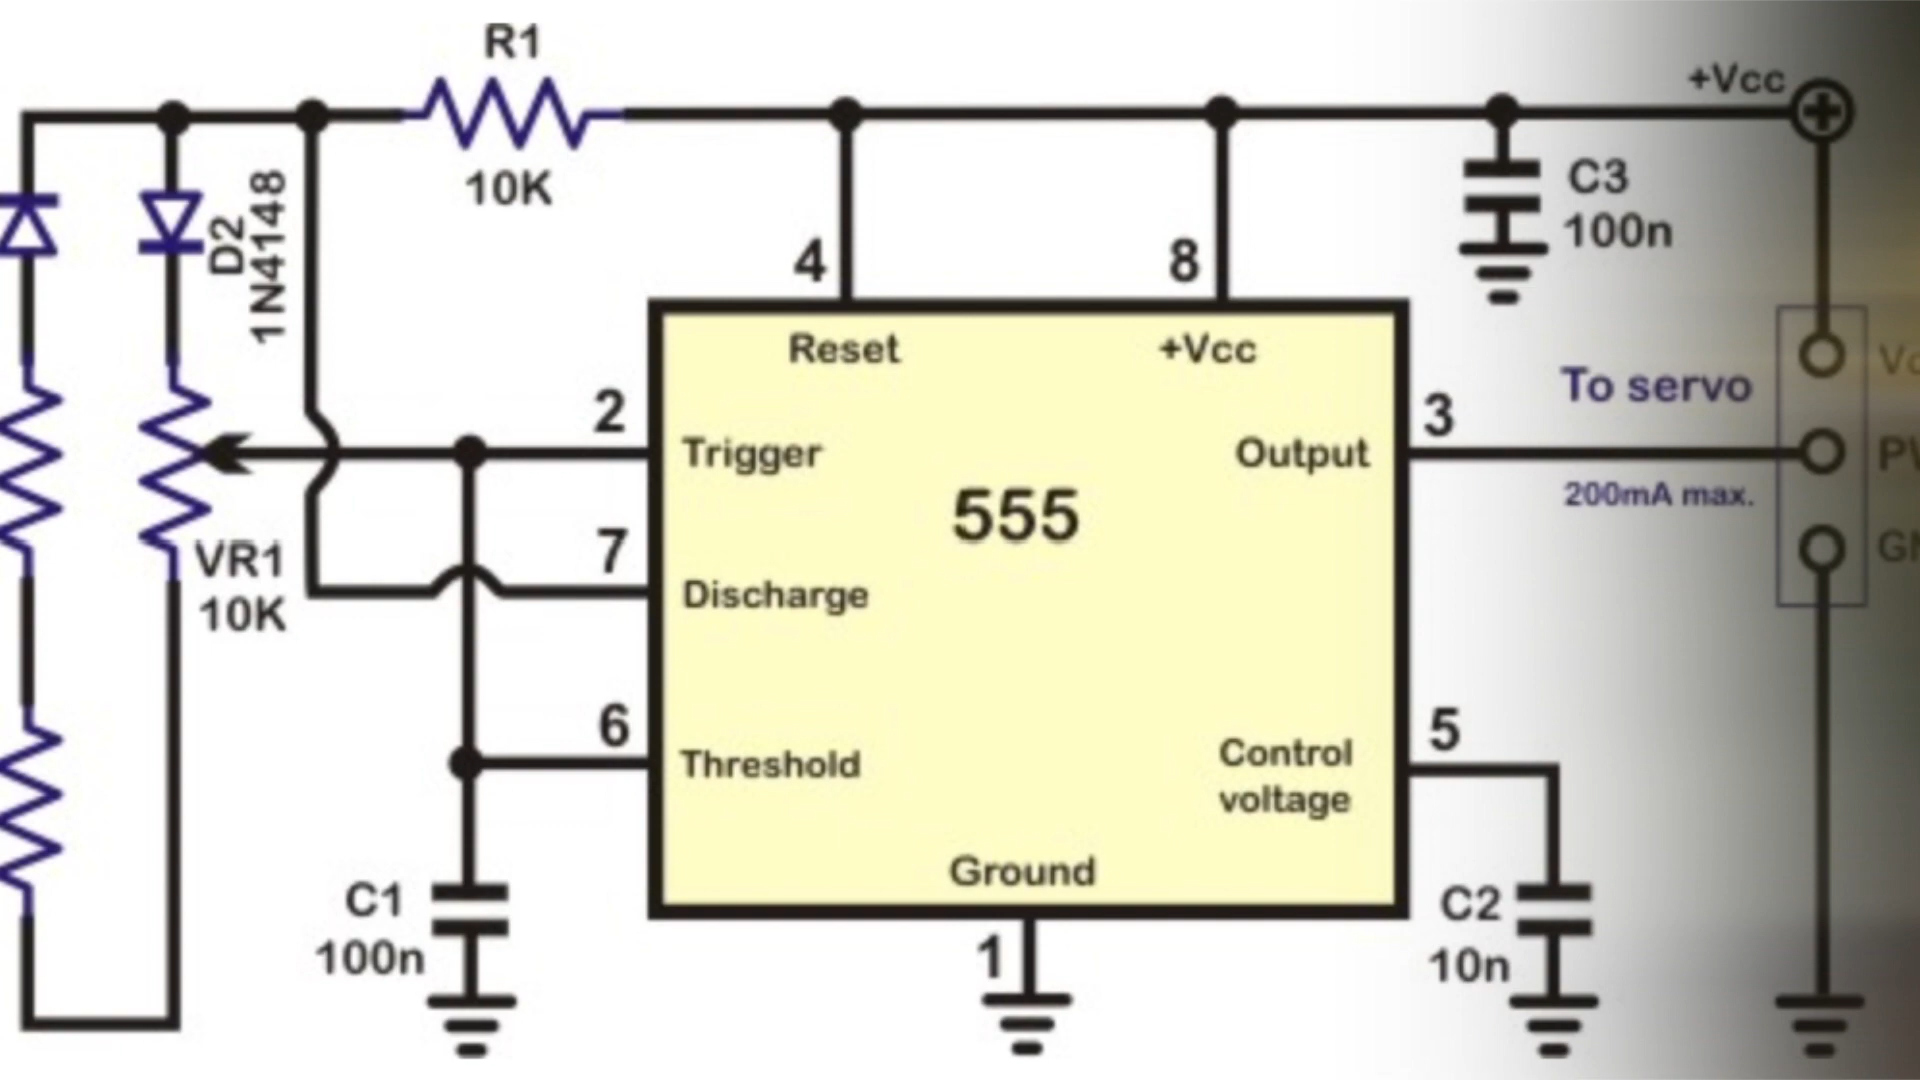 R1
10K
+Vcc
C3
100n
D2
1N4148
4
8
Reset
+Vcc
2
Trigger
Output
3
To servo
200mA max.
555
VR1
10K
7
Discharge
6
Threshold
Control
voltage
5
Ground
C1
100n
1
C2
10n